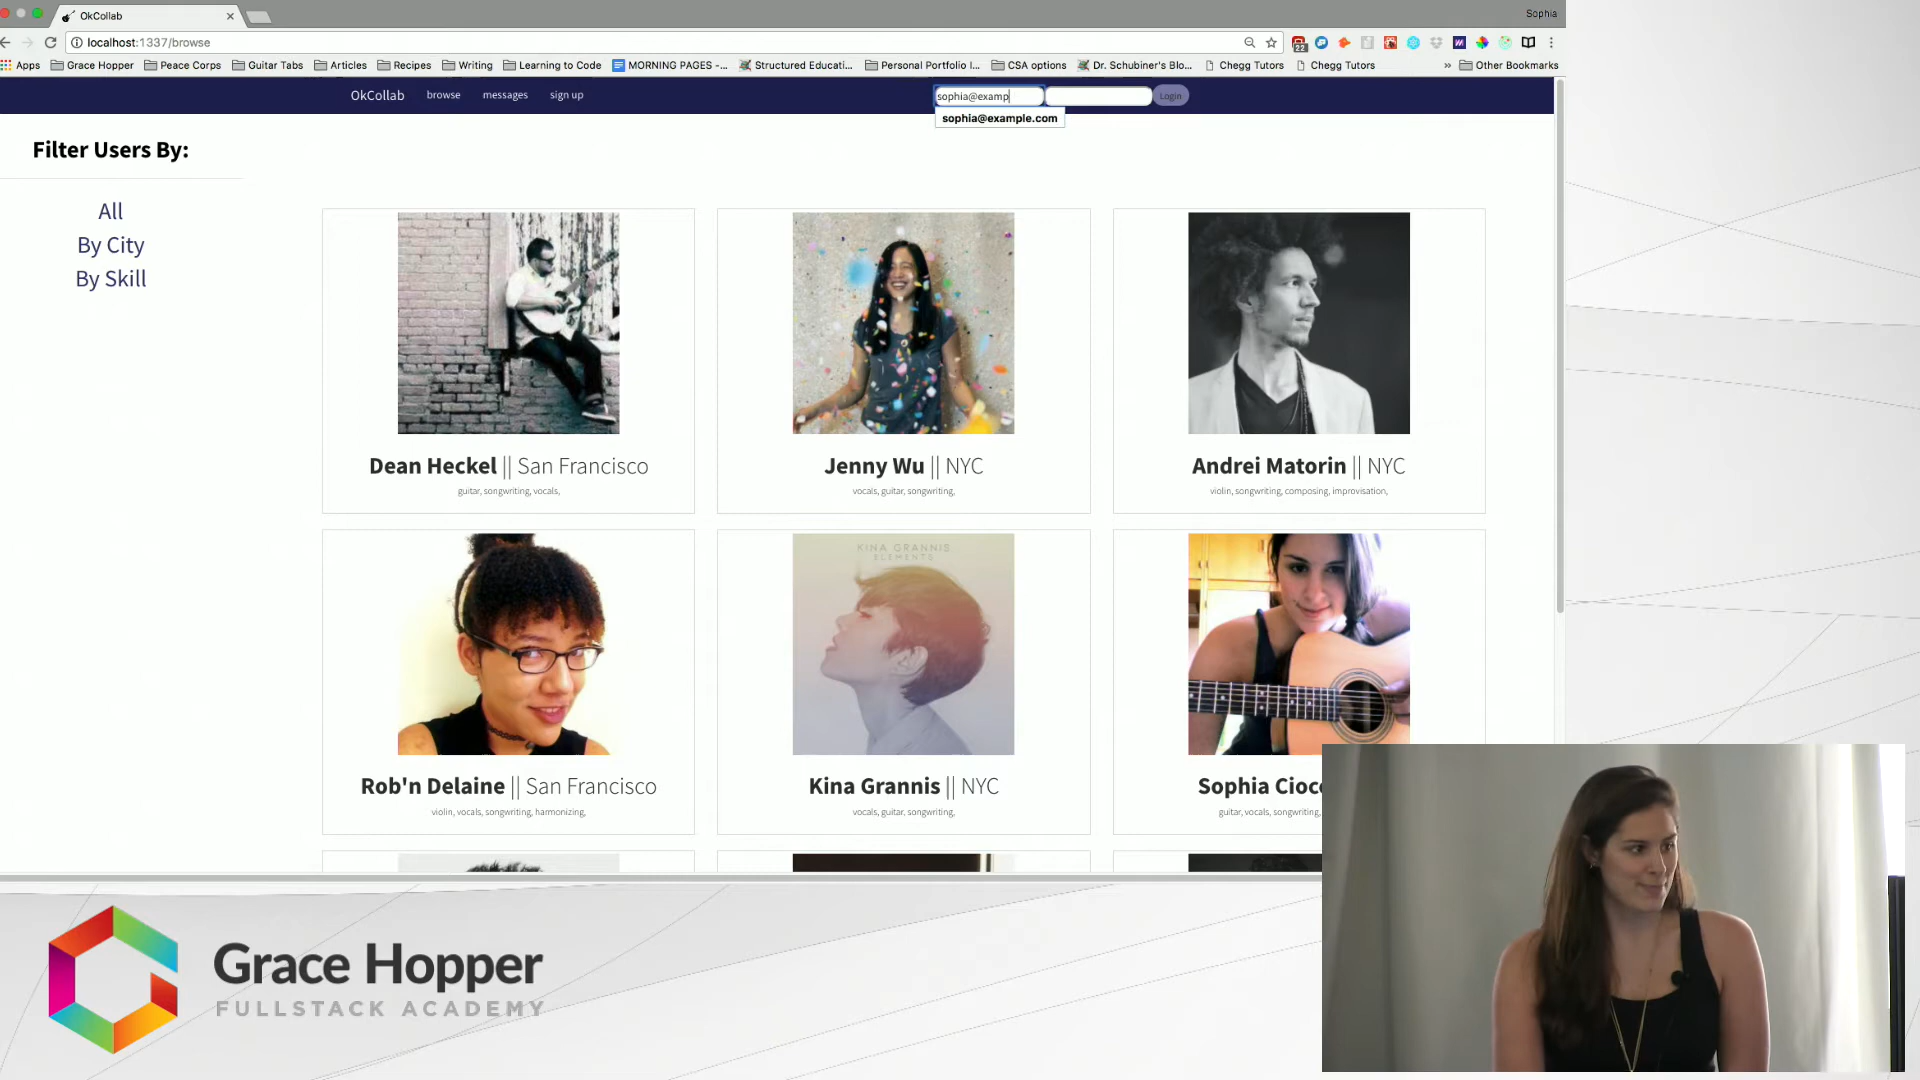 OkCollab
Sophia
localhost:1337/browse
22
Apps Grace Hopper Peace Corps Guitar Tabs Articles Recipes Writing Learning to Code MORNING PAGES -... Structured Educati... Personal Portfolio I... CSA options Dr. Schubiner's Blo... Chegg Tutors Chegg Tutors » Other Bookmarks
OkCollab browse messages sign up sophia@examp Login
sophia@example.com
Filter Users By:
All
By City
By Skill
Dean Heckel || San Francisco
guitar, songwriting, vocals,
Jenny Wu || NYC
vocals, guitar, songwriting,
Andrei Matorin || NYC
violin, songwriting, composing, improvisation,
KINA GRANNIS
ELEMENTS
Rob'n Delaine || San Francisco
violin, vocals, songwriting, harmonizing,
Kina Grannis || NYC
vocals, guitar, songwriting,
Sophia Cioc
guitar, vocals, songwriting,
Grace Hopper
FULLSTACK ACADEMY